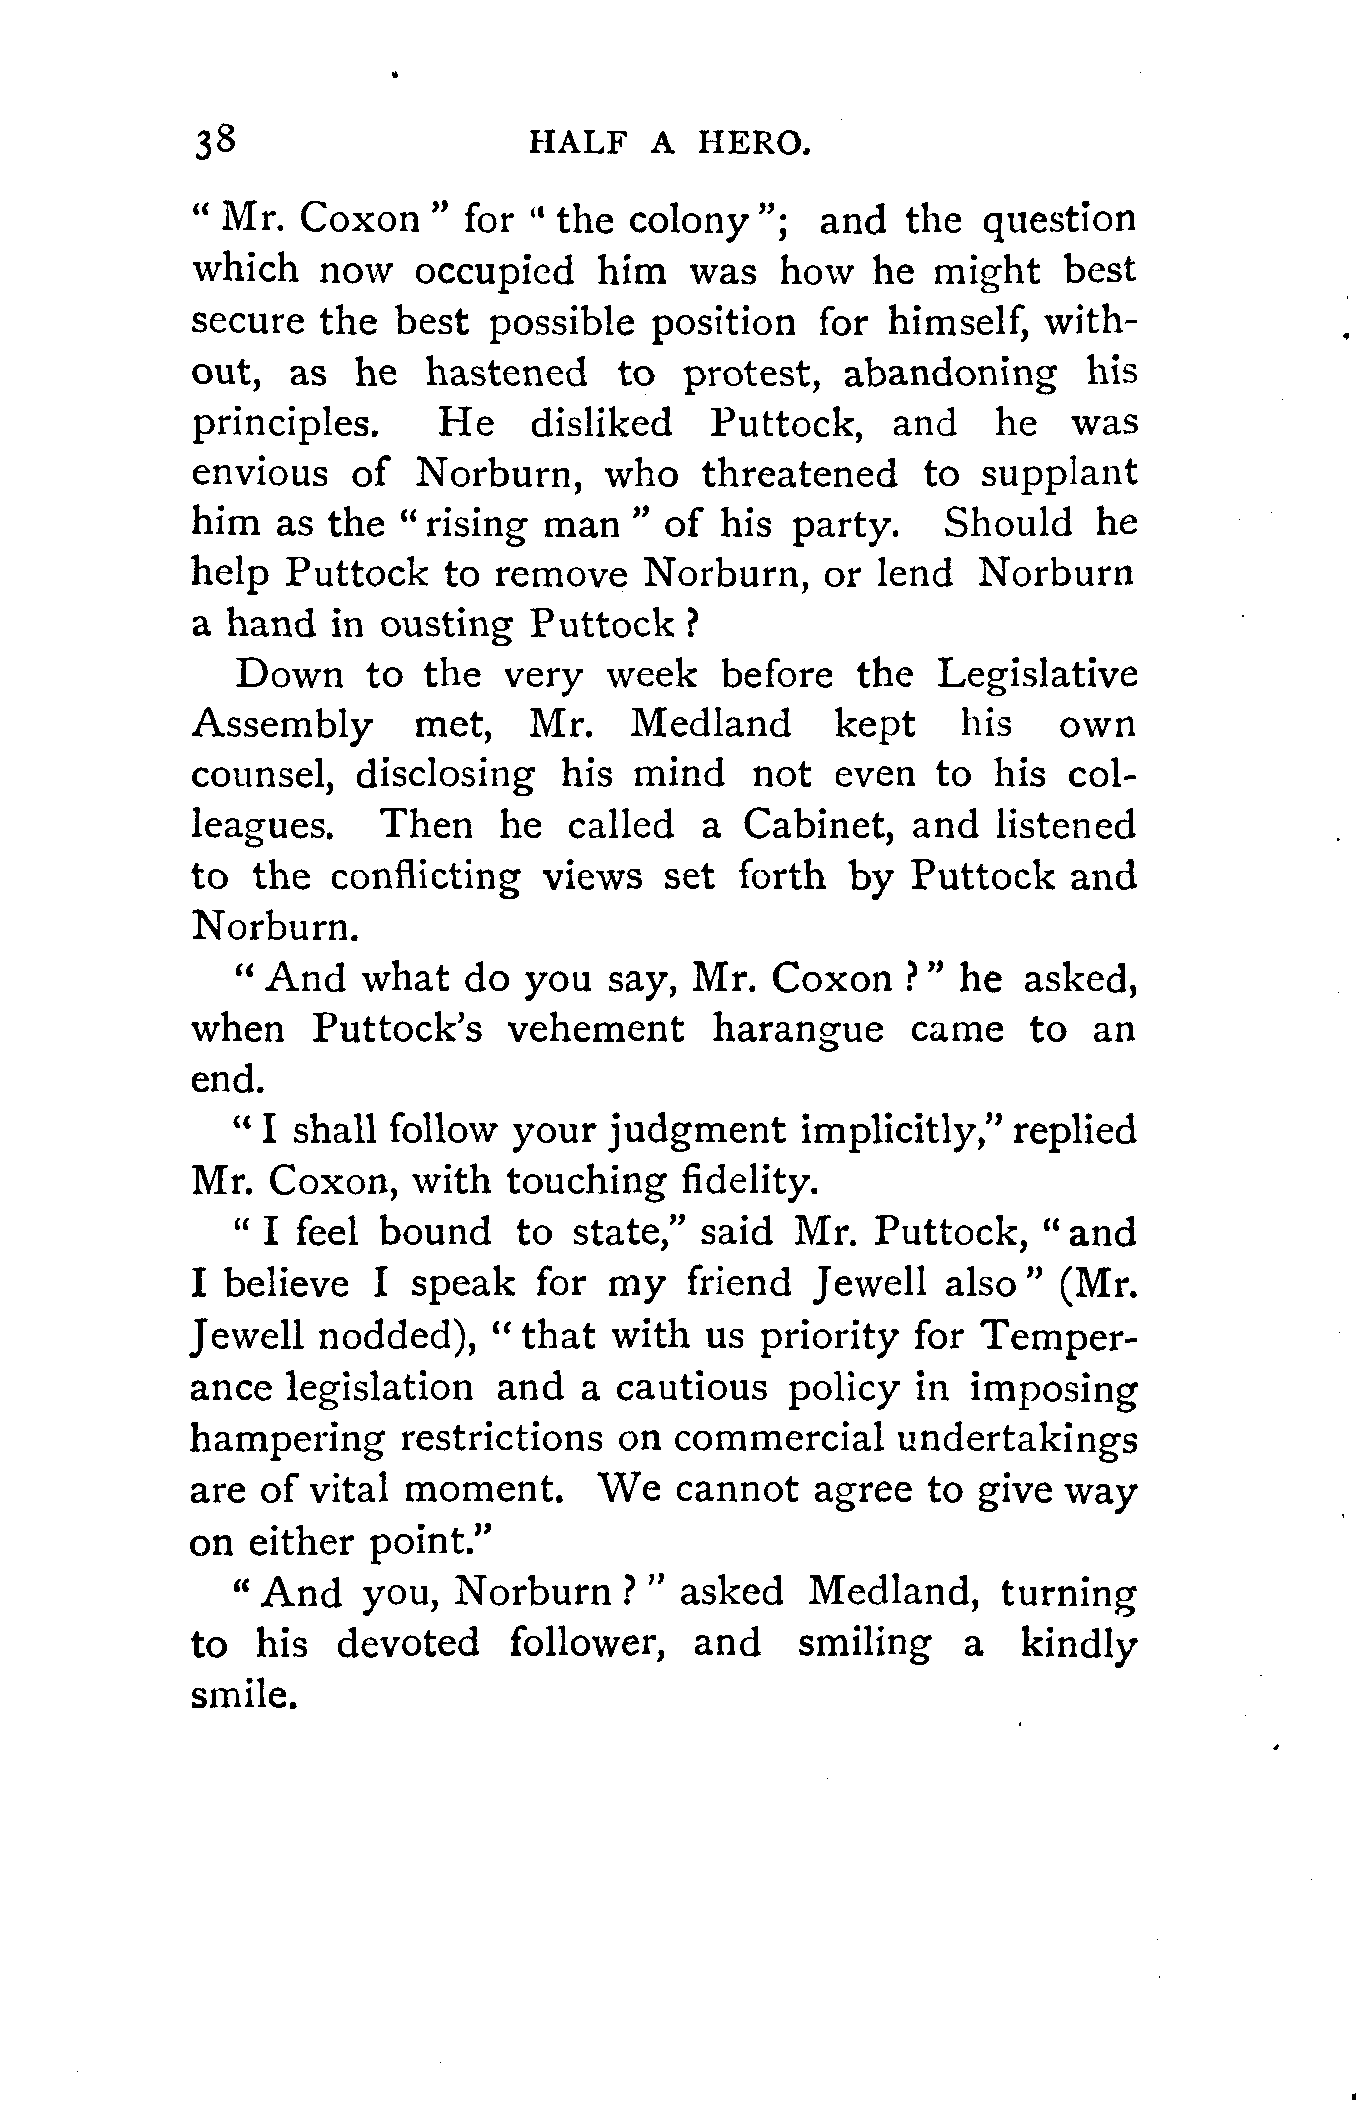 38 HALF A HERO.
" Mr. Coxon " for " the colony "; and the question
which now occupied him was how he might best
secure the best possible position for himself, with-
out, as he hastened to protest, abandoning his
principles. He disliked Puttock, and he was
envious of Norburn, who threatened to supplant
him as the " rising man " of his party. Should he
help Puttock to remove Norburn, or lend Norburn
a hand in ousting Puttock ?
Down to the very week before the Legislative
Assembly met, Mr. Medland kept his own
counsel, disclosing his mind not even to his col-
leagues. Then he called a Cabinet, and listened
to the conflicting views set forth by Puttock and
Norburn.
" And what do you say, Mr. Coxon ? " he asked,
when Puttock's vehement harangue came to an
end.
" I shall follow your judgment implicitly," replied
Mr. Coxon, with touching fidelity.
" I feel bound to state," said Mr. Puttock, " and
I believe I speak for my friend Jewell also " (Mr.
Jewell nodded), " that with us priority for Temper-
ance legislation and a cautious policy in imposing
hampering restrictions on commercial undertakings
are of vital moment. We cannot agree to give way
on either point."
" And you, Norburn ? " asked Medland, turning
to his devoted follower, and smiling a kindly
smile.